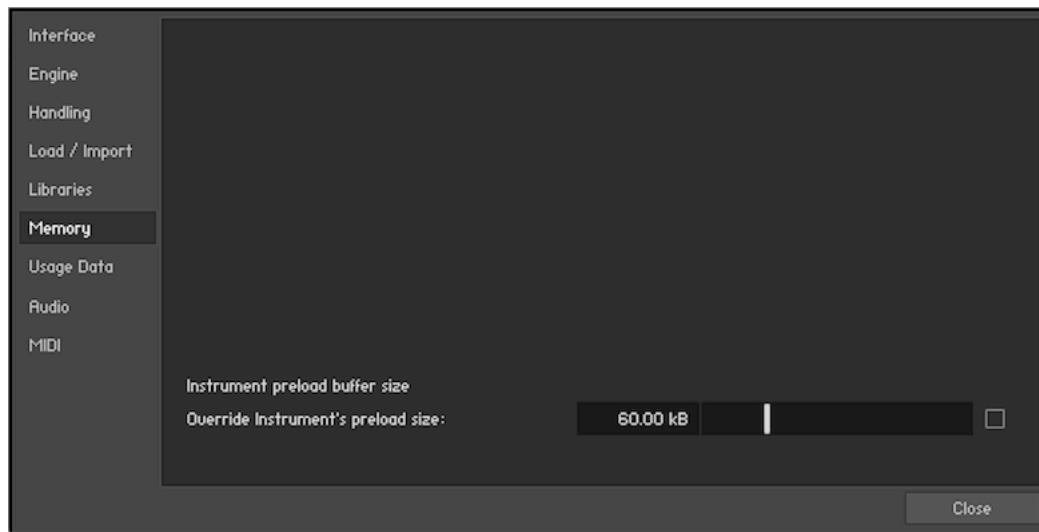 Interface
Engine
Handling
Load / Import
Libraries
Memory
Usage Data
Audio
MIDI
Instrument preload buffer size
Override Instrument's preload size: 60.00 kB
Close